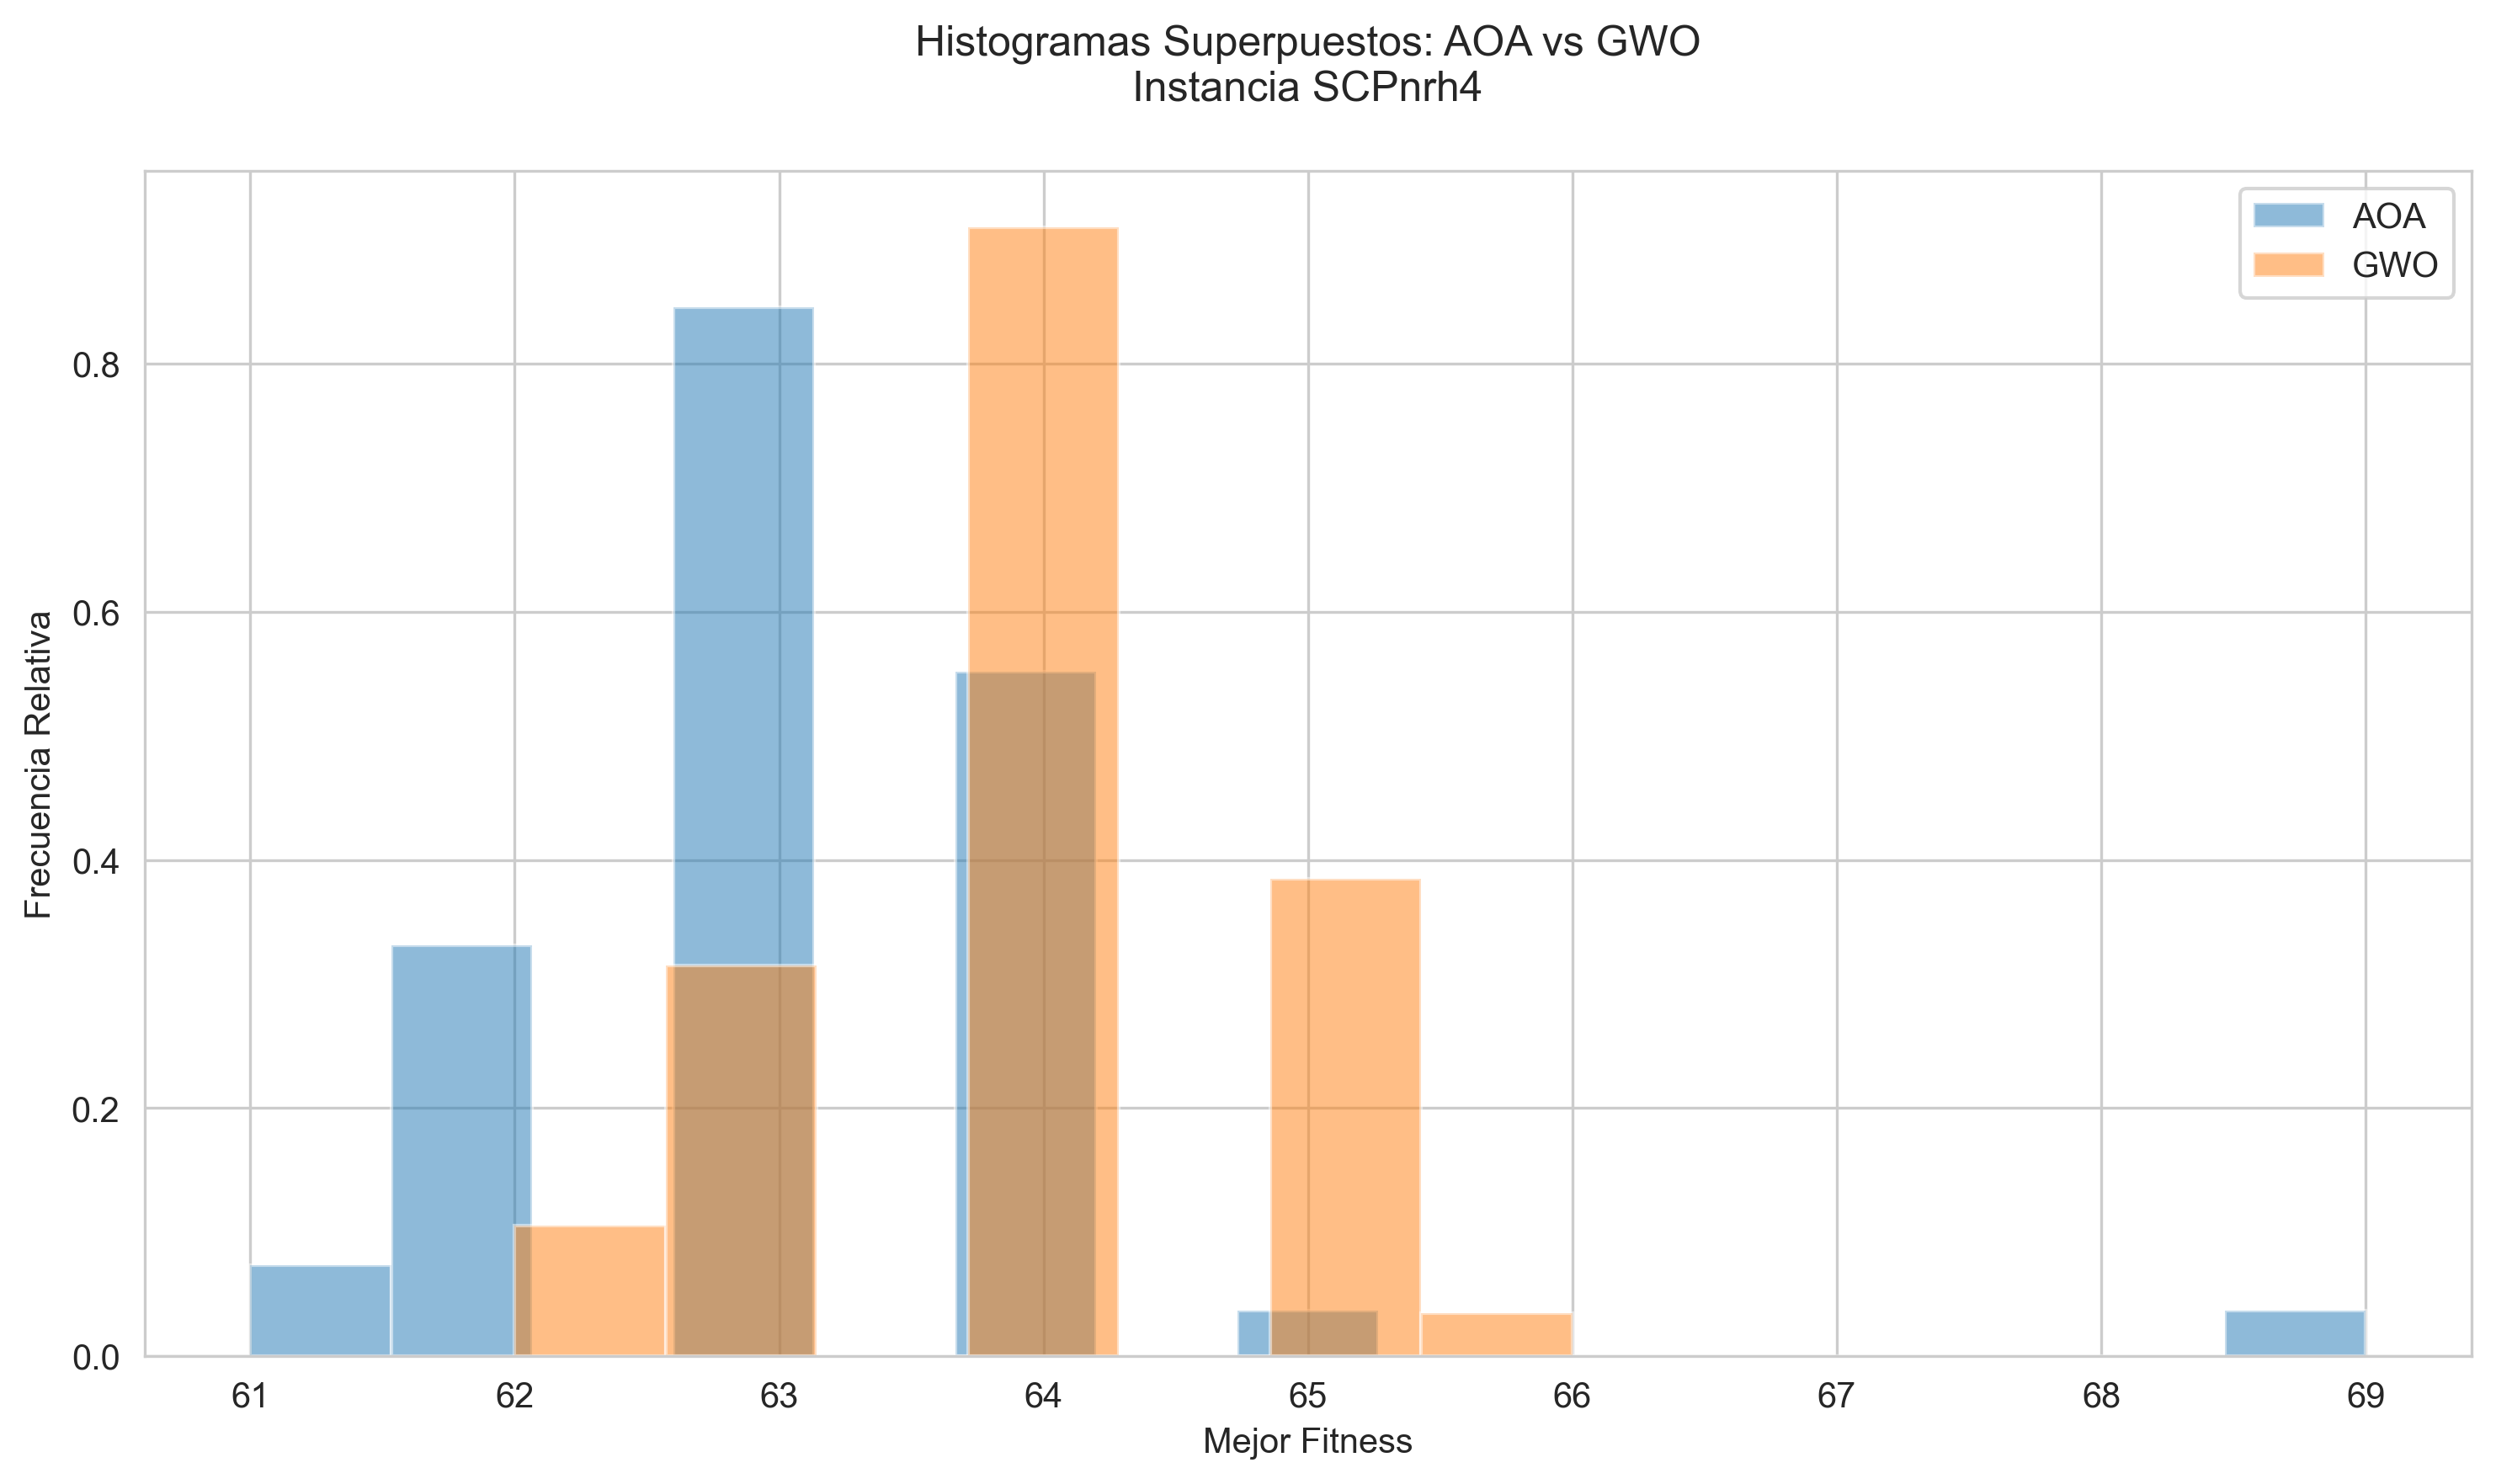 Histogramas Superpuestos: AOA vs GWO
Instancia SCPnrh4
AOA
GWO
Frecuencia Relativa
0.8
0.6
0.4
0.2
0.0
61 62 63 64 65 66 67 68 69
Mejor Fitness